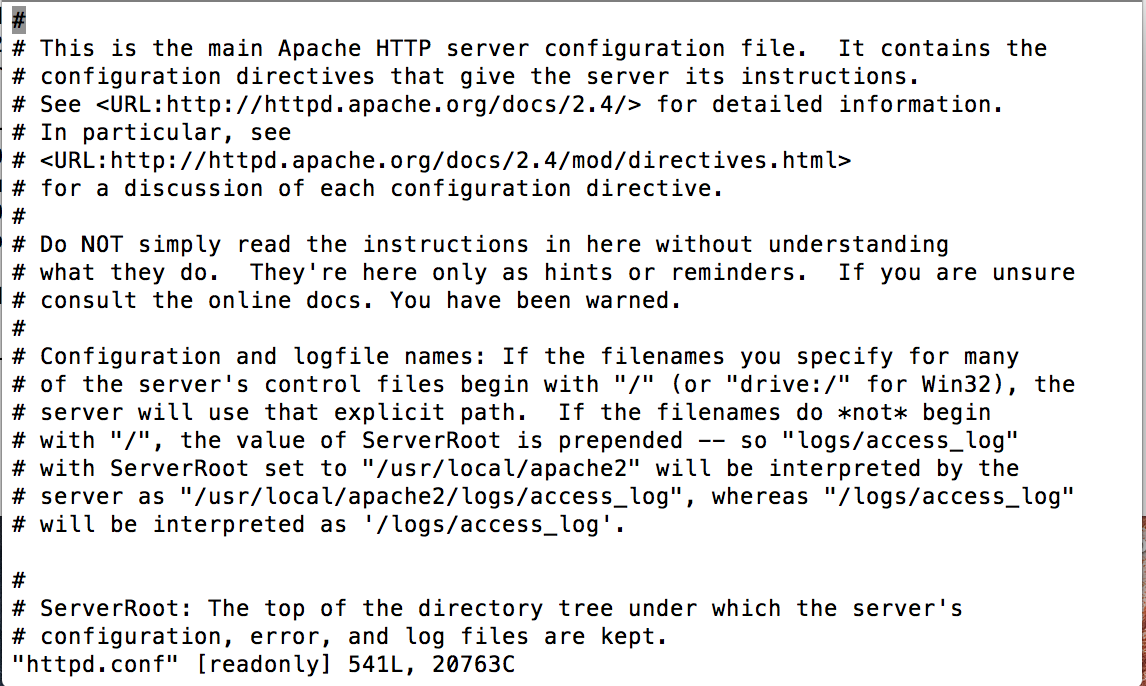 #
# This is the main Apache HTTP server configuration file.  It contains the
# configuration directives that give the server its instructions.
# See <URL:http://httpd.apache.org/docs/2.4/> for detailed information.
# In particular, see
# <URL:http://httpd.apache.org/docs/2.4/mod/directives.html>
# for a discussion of each configuration directive.
#
# Do NOT simply read the instructions in here without understanding
# what they do.  They're here only as hints or reminders.  If you are unsure
# consult the online docs. You have been warned.
#
# Configuration and logfile names: If the filenames you specify for many
# of the server's control files begin with "/" (or "drive:/" for Win32), the
# server will use that explicit path.  If the filenames do *not* begin
# with "/", the value of ServerRoot is prepended -- so "logs/access_log"
# with ServerRoot set to "/usr/local/apache2" will be interpreted by the
# server as "/usr/local/apache2/logs/access_log", whereas "/logs/access_log"
# will be interpreted as '/logs/access_log'.

#
# ServerRoot: The top of the directory tree under which the server's
# configuration, error, and log files are kept.
"httpd.conf" [readonly] 541L, 20763C